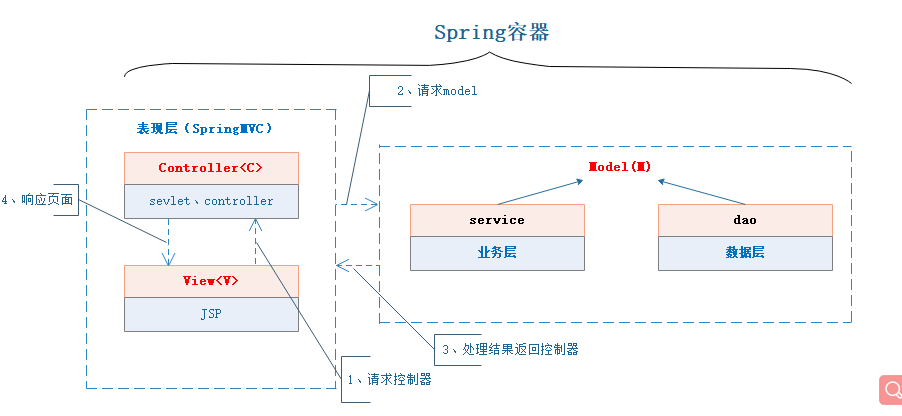 Spring容器
2、请求model
表现层（SpringMVC）
Controller<C>
sevlet、controller
4、响应页面
View<V>
JSP
Model(M)
service
业务层
dao
数据层
3、处理结果返回控制器
1、请求控制器